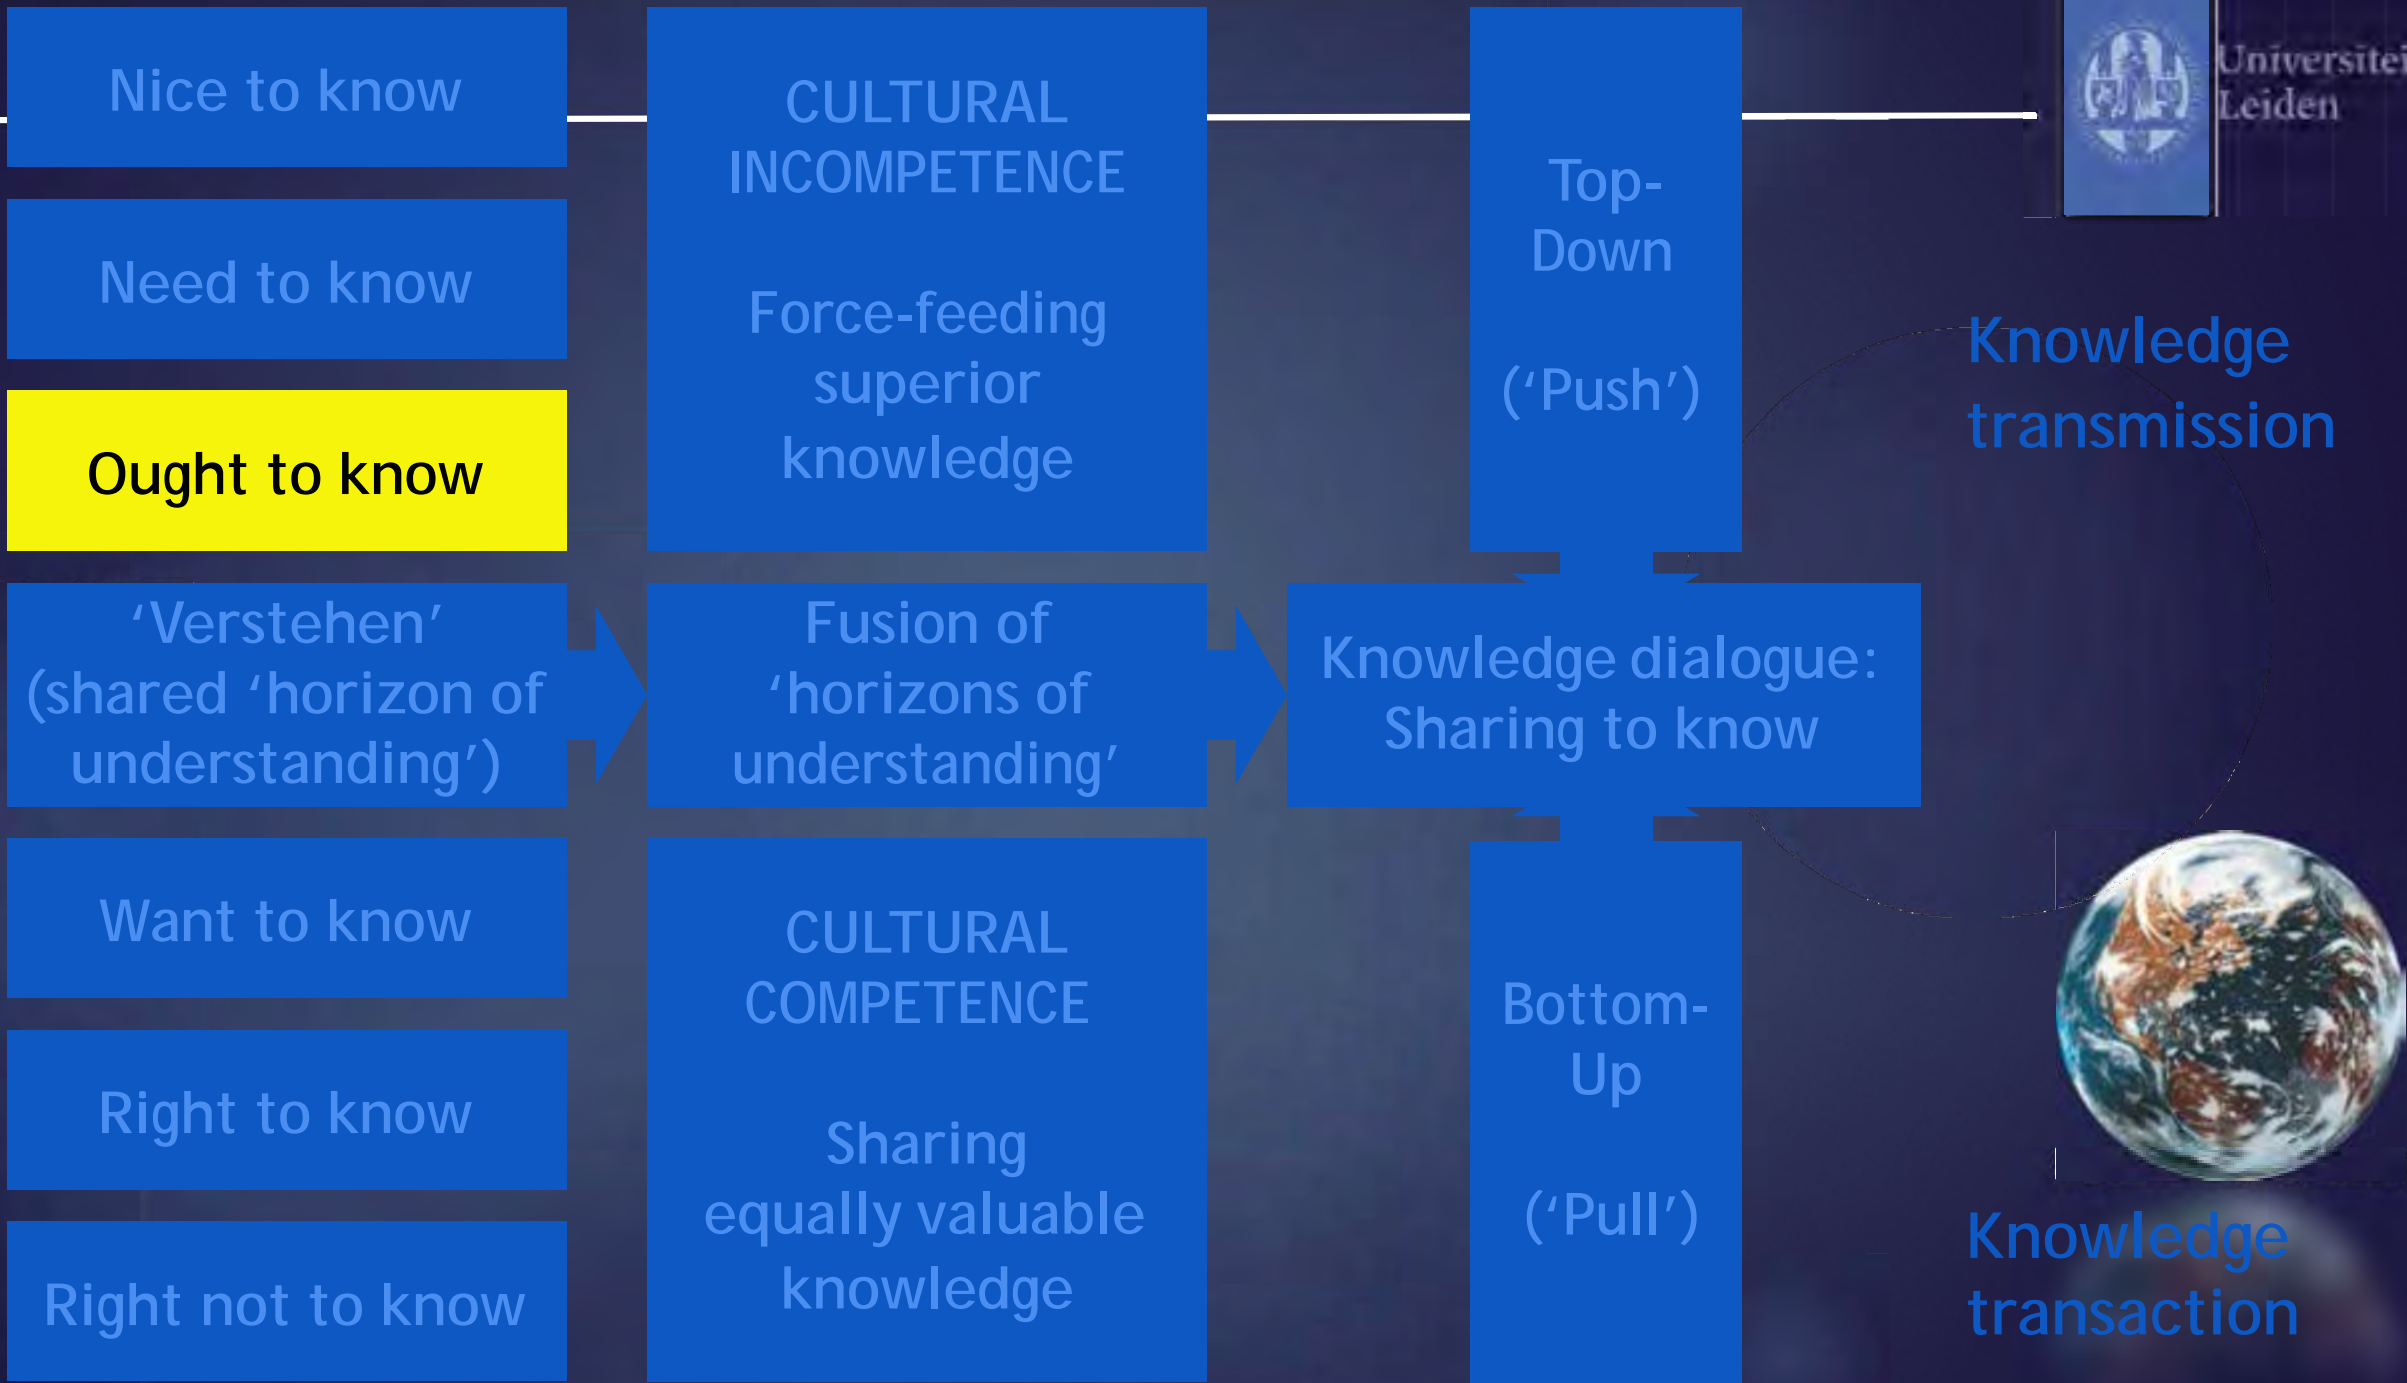 Nice to know
Need to know
Ought to know
‘Verstehen’
(shared ‘horizon of
understanding’)
Want to know
Right to know
Right not to know
CULTURAL
INCOMPETENCE
Force-feeding
superior
knowledge
Fusion of
‘horizons of
understanding’
CULTURAL
COMPETENCE
Sharing
equally valuable
knowledge
Top-
Down
(‘Push’)
Knowledge dialogue:
Sharing to know
Bottom-
Up
(‘Pull’)
Universitei
Leiden
Knowledge
transmission
Knowledge
transaction